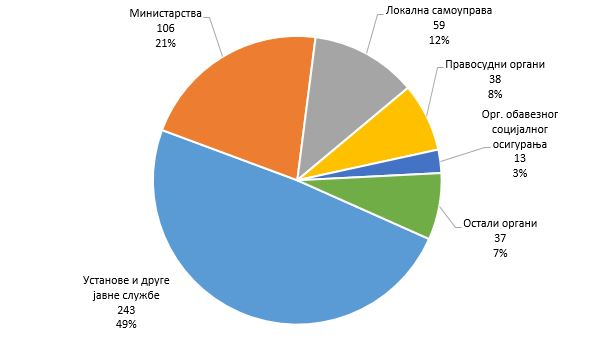 Министарства
106
21%
Локална самоуправа
59
12%
Правосудни органи
38
8%
Орг. обавезног
социјалног
осигурања
13
3%
Остали органи
37
7%
Установе и друге
јавне службе
243
49%